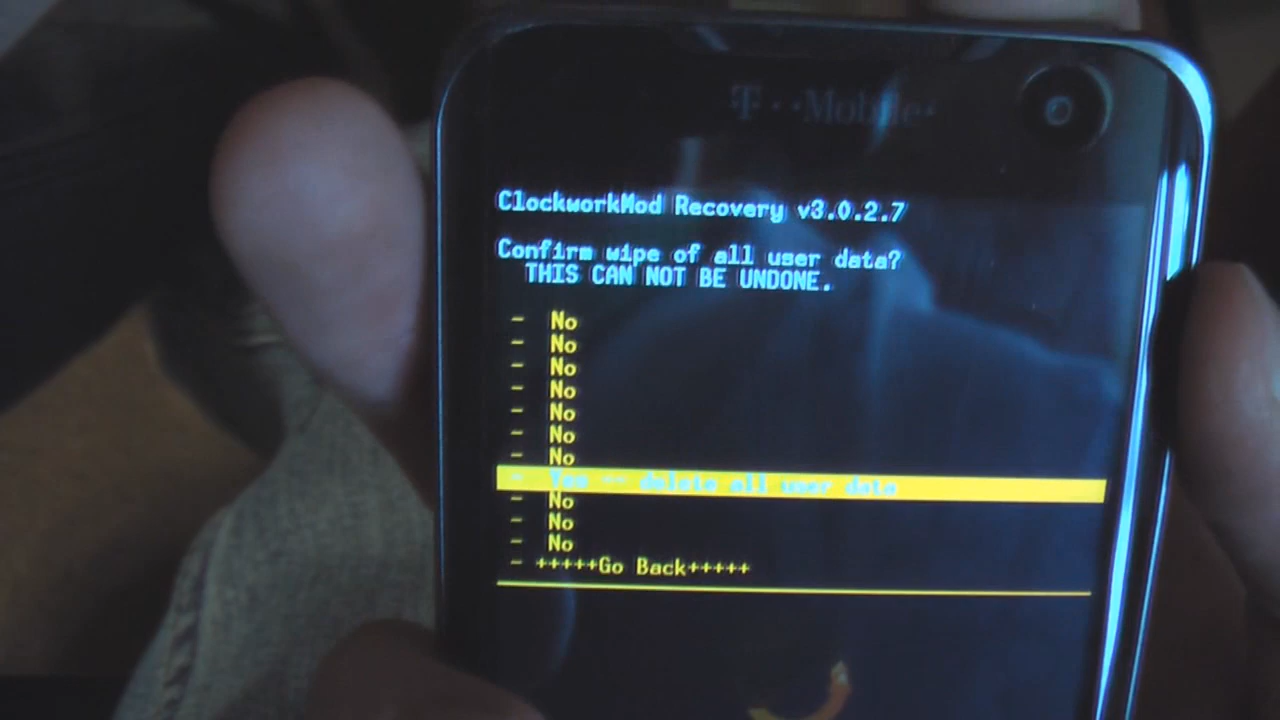 T··Mobile·
ClockworkMod Recovery v3.0.2.7
Confirm wipe of all user data?
THIS CAN NOT BE UNDONE.
- No
- No
- No
- No
- No
- No
- No
- Yes -- delete all user data
- No
- No
- No
- +++++Go Back+++++